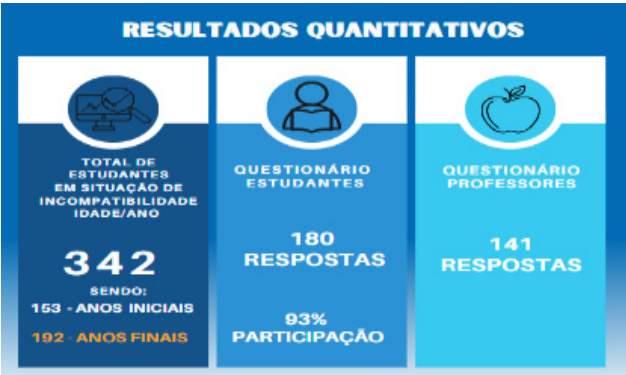 RESULTADOS QUANTITATIVOS
TOTAL DE
ESTUDANTES
EM SITUAÇÃO DE
INCOMPATIBILIDADE
IDADE/ANO
342
SENDO:
153 - ANOS INICIAIS
192 - ANOS FINAIS
QUESTIONÁRIO
ESTUDANTES
180
RESPOSTAS
93%
PARTICIPAÇÃO
QUESTIONÁRIO
PROFESSORES
141
RESPOSTAS